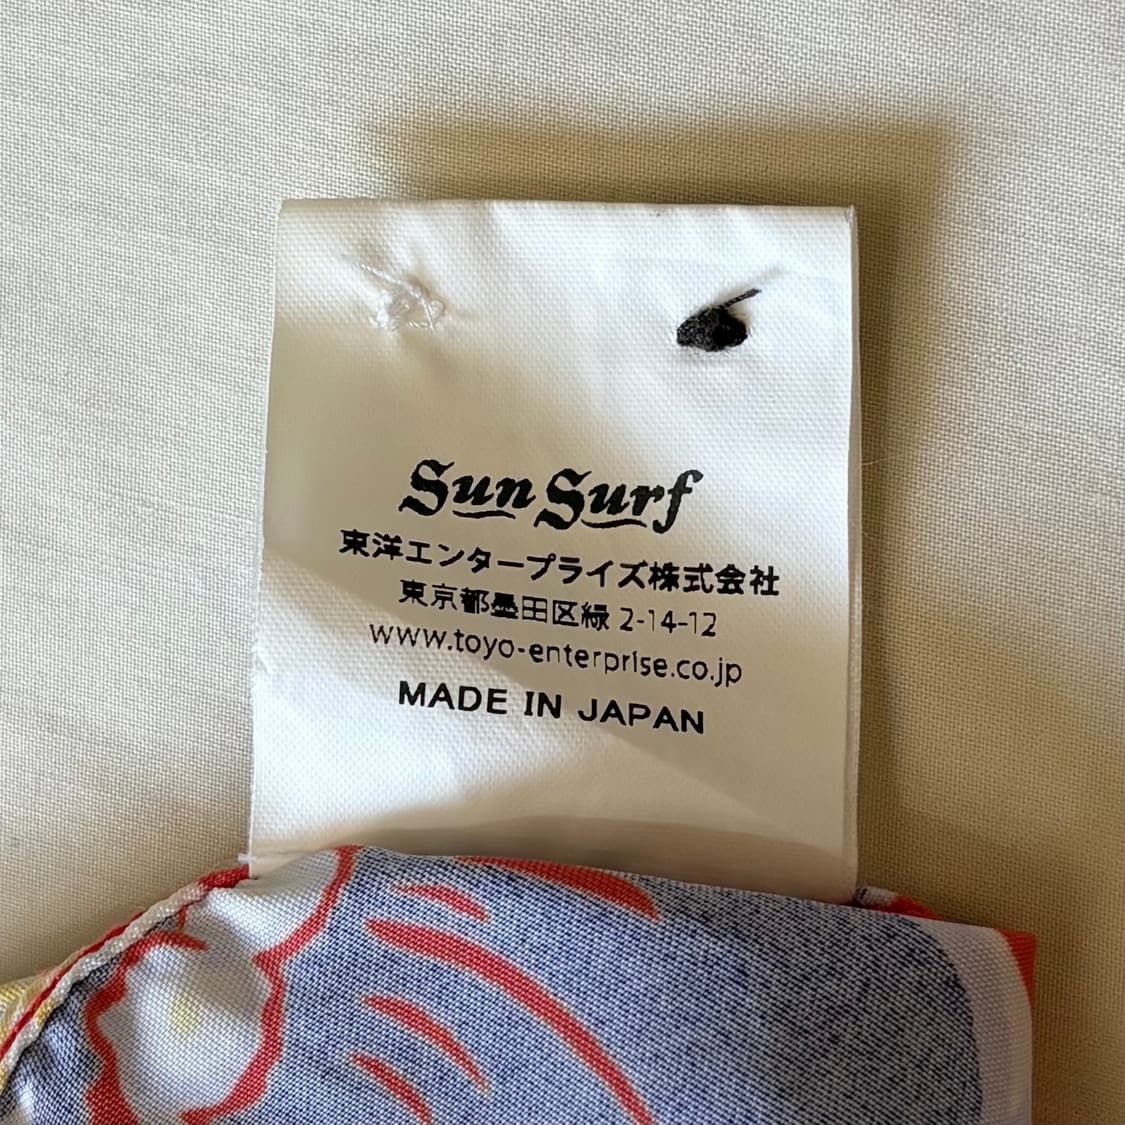 Sun Surf
東洋エンタープライズ株式会社
東京都墨田区緑 2-14-12
www.toyo-enterprise.co.jp
MADE IN JAPAN